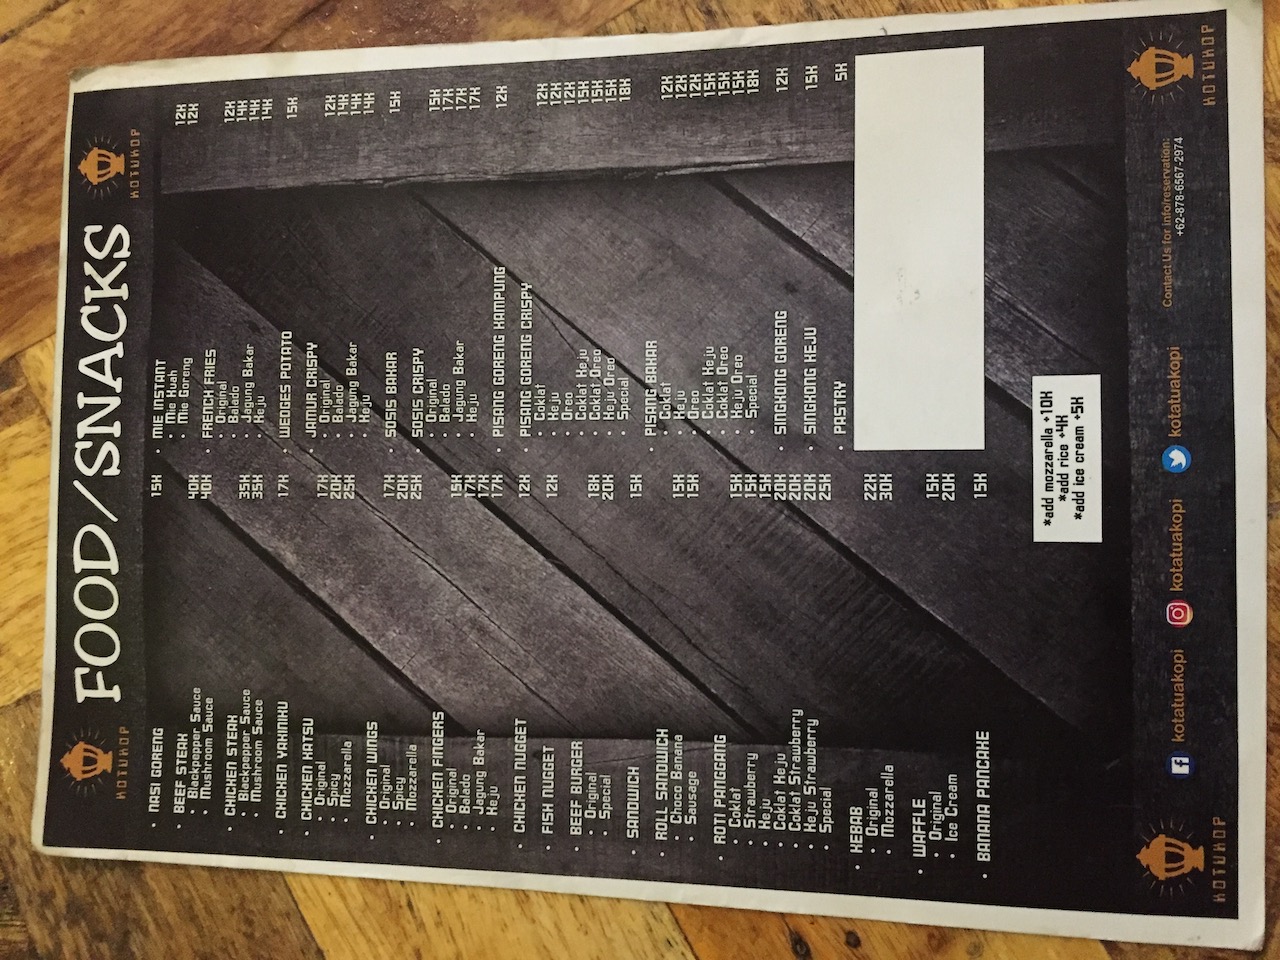 KOTUKOP
FOOD/SNACKS
KOTUKOP
• NASI GORENG 15K
• BEEF STEAK
• Blackpepper Sauce 40K
• Mushroom Sauce 40K
• CHICKEN STEAK
• Blackpepper Sauce 35K
• Mushroom Sauce 35K
• CHICKEN YAKINIKU 17K
• CHICKEN KATSU
• Original 17K
• Spicy 20K
• Mozzarella 25K
• CHICKEN WINGS
• Original 17K
• Spicy 20K
• Mozzarella 25K
• CHICKEN FINGERS
• Original 15K
• Balado 17K
• Jagung Bakar 17K
• Keju 17K
• CHICKEN NUGGET 12K
• FISH NUGGET 12K
• BEEF BURGER
• Original 18K
• Special 20K
• SANDWICH 15K
• ROLL SANDWICH
• Choco Banana 15K
• Sausage 15K
• ROTI PANGGANG
• Coklat 15K
• Strawberry 15K
• Keju 15K
• Coklat Keju 20K
• Coklat Strawberry 20K
• Keju Strawberry 20K
• Special 25K
• KEBAB
• Original 22K
• Mozzarella 30K
• WAFFLE
• Original 15K
• Ice Cream 20K
• BANANA PANCAKE 15K
• MIE INSTANT
• Mie Kuah 12K
• Mie Goreng 12K
• FRENCH FRIES
• Original 12K
• Balado 14K
• Jagung Bakar 14K
• Keju 14K
• WEDGES POTATO 15K
• JAMUR CRISPY
• Original 12K
• Balado 14K
• Jagung Bakar 14K
• Keju 14K
• SOSIS BAKAR 15K
• SOSIS CRISPY
• Original 15K
• Balado 17K
• Jagung Bakar 17K
• Keju 17K
• PISANG GORENG KAMPUNG 12K
• PISANG GORENG CRISPY
• Coklat 12K
• Keju 12K
• Oreo 12K
• Coklat Keju 15K
• Coklat Oreo 15K
• Keju Oreo 15K
• Special 18K
• PISANG BAKAR
• Coklat 12K
• Keju 12K
• Oreo 12K
• Coklat Keju 15K
• Coklat Oreo 15K
• Keju Oreo 15K
• Special 18K
• SINGKONG GORENG 12K
• SINGKONG KEJU 15K
• PASTRY 5K
*add mozzarella +10K
*add rice +4K
*add ice cream +5K
KOTUKOP
kotatuakopi
kotatuakopi
kotatuakopi
Contact Us for info/reservation:
+62-878-6567-2974
KOTUKOP